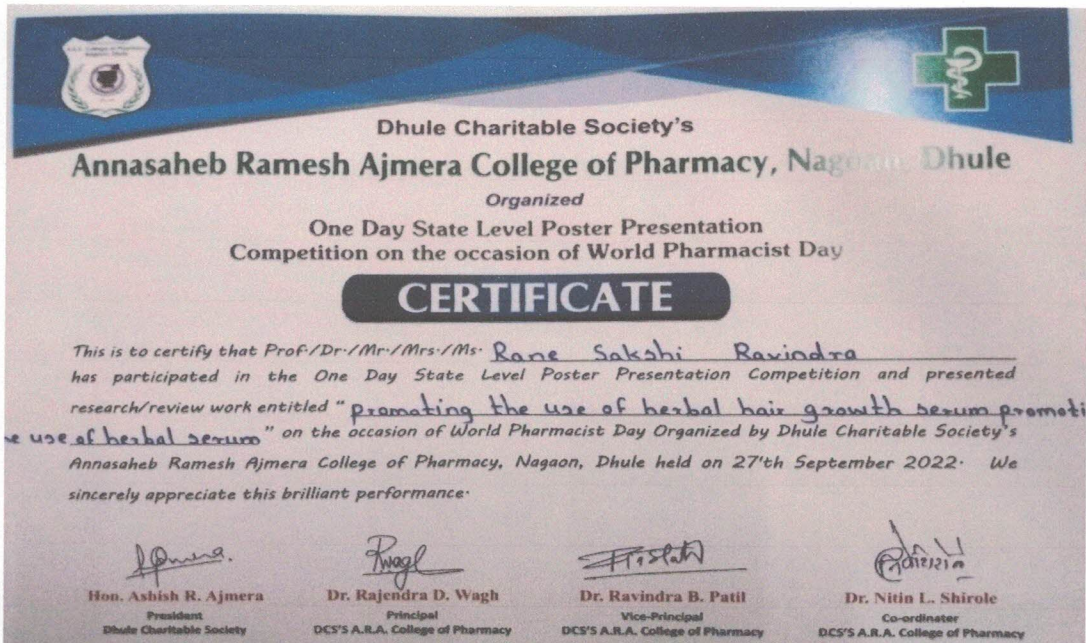 Dhule Charitable Society's
Annasaheb Ramesh Ajmera College of Pharmacy, Nagoan, Dhule
Organized
One Day State Level Poster Presentation
Competition on the occasion of World Pharmacist Day
CERTIFICATE
This is to certify that Prof./Dr./Mr./Mrs./Ms. Rane Sakshi Ravindra
has participated in the One Day State Level Poster Presentation Competition and presented
research/review work entitled " promoting the use of herbal hair growth serum promoti
e use of herbal serum " on the occasion of World Pharmacist Day Organized by Dhule Charitable Society's
Annasaheb Ramesh Ajmera College of Pharmacy, Nagaon, Dhule held on 27'th September 2022. We
sincerely appreciate this brilliant performance.
Hon. Ashish R. Ajmera
President
Dhule Charitable Society
Dr. Rajendra D. Wagh
Principal
DCS'S A.R.A. College of Pharmacy
Dr. Ravindra B. Patil
Vice-Principal
DCS'S A.R.A. College of Pharmacy
Dr. Nitin L. Shirole
Co-ordinater
DCS'S A.R.A. College of Pharmacy